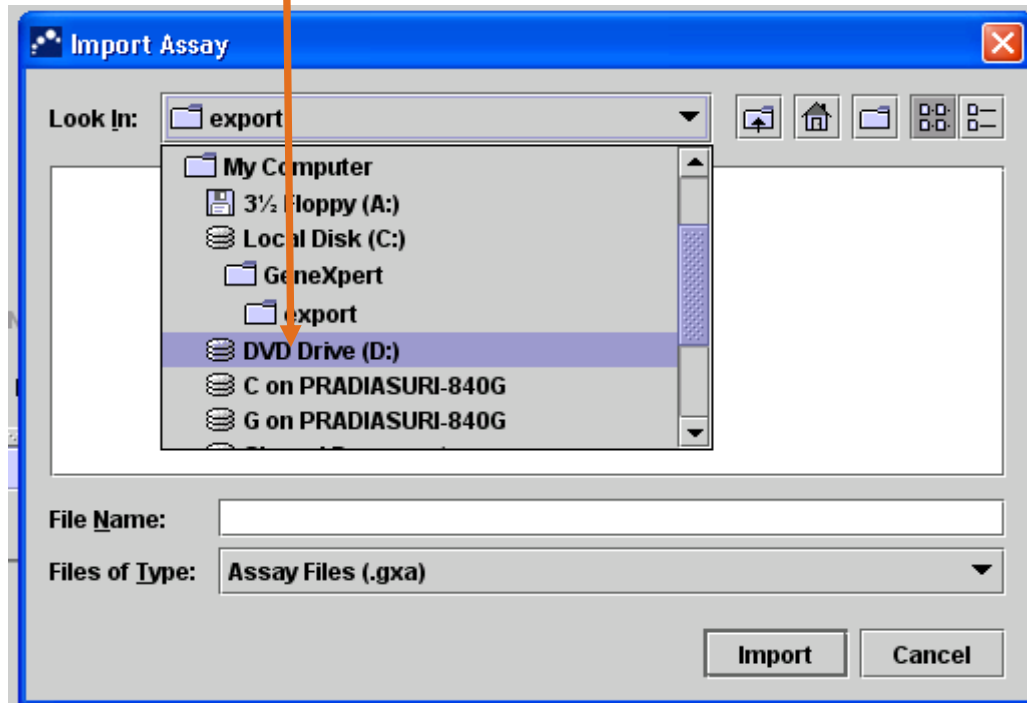 Import Assay
Look In: export
My Computer
3½ Floppy (A:)
Local Disk (C:)
GeneXpert
export
DVD Drive (D:)
C on PRADIASURI-840G
G on PRADIASURI-840G
File Name:
Files of Type: Assay Files (.gxa)
Import Cancel